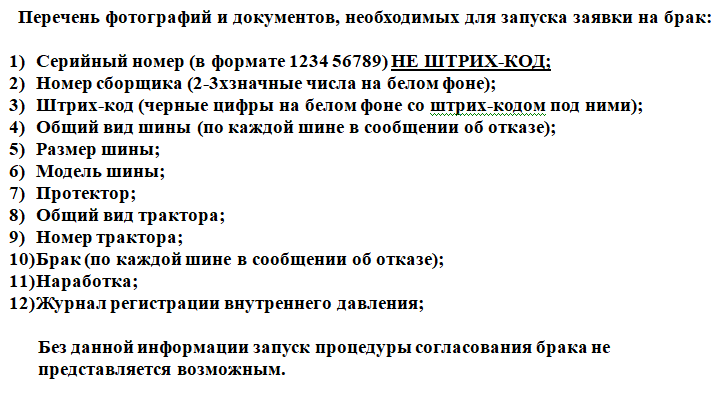 Перечень фотографий и документов, необходимых для запуска заявки на брак:
1) Серийный номер (в формате 1234 56789) НЕ ШТРИХ-КОД;
2) Номер сборщика (2-3хзначные числа на белом фоне);
3) Штрих-код (черные цифры на белом фоне со штрих-кодом под ними);
4) Общий вид шины (по каждой шине в сообщении об отказе);
5) Размер шины;
6) Модель шины;
7) Протектор;
8) Общий вид трактора;
9) Номер трактора;
10)Брак (по каждой шине в сообщении об отказе);
11)Наработка;
12)Журнал регистрации внутреннего давления;
Без данной информации запуск процедуры согласования брака не
представляется возможным.